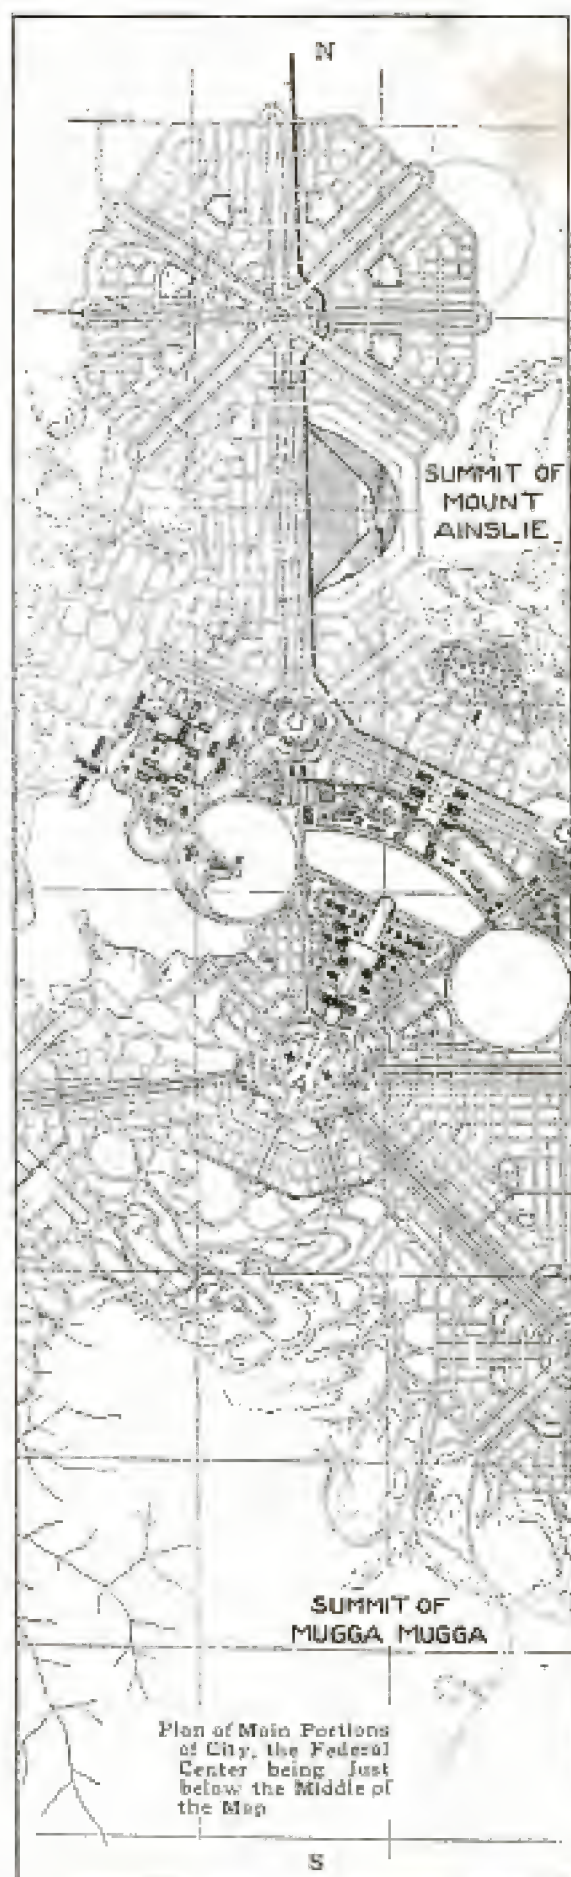 N
SUMMIT OF
MOUNT
AINSLIE
SUMMIT OF
MUGGA MUGGA
Plan of Main Portions
of City, the Federal
Center being Just
below the Middle of
the Map
S